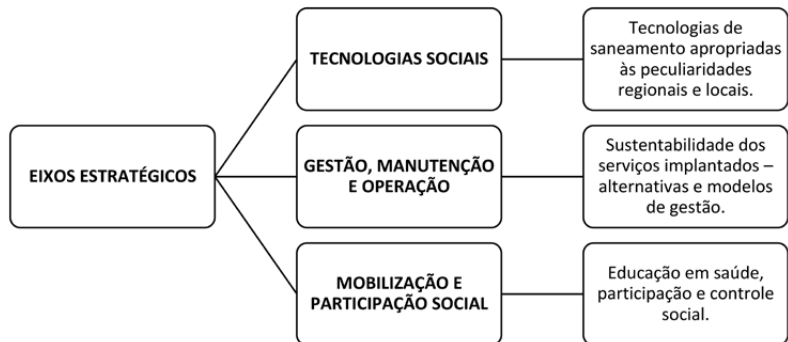 EIXOS ESTRATÉGICOS
TECNOLOGIAS SOCIAIS
Tecnologias de
saneamento apropriadas
às peculiaridades
regionais e locais.
GESTÃO, MANUTENÇÃO
E OPERAÇÃO
Sustentabilidade dos
serviços implantados –
alternativas e modelos
de gestão.
MOBILIZAÇÃO E
PARTICIPAÇÃO SOCIAL
Educação em saúde,
participação e controle
social.